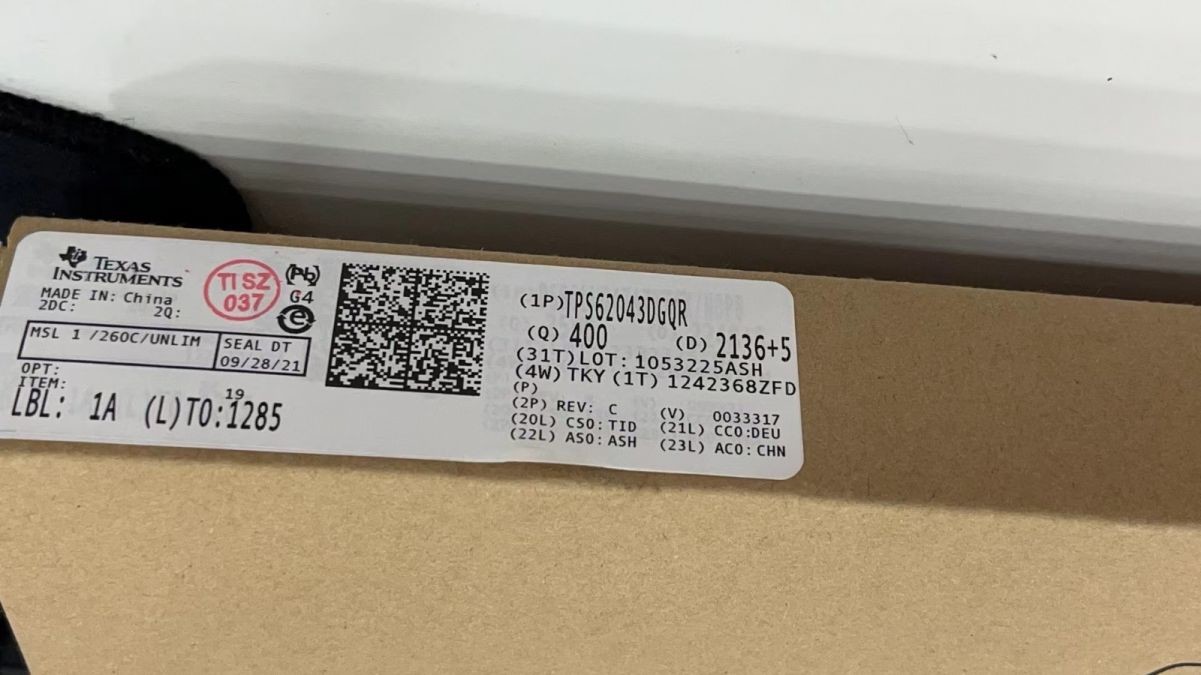 TEXAS
INSTRUMENTS
MADE IN: China
2DC: 2Q:
TI SZ
037
Pb
G4
e
MSL 1 /260C/UNLIM
SEAL DT
09/28/21
OPT:
ITEM:
19
LBL: 1A (L)TO:1285
(1P)TPS62043DGQR
(Q) 400 (D) 2136+5
(31T)LOT: 1053225ASH
(4W) TKY (1T) 1242368ZFD
(P)
(2P) REV: C (V) 0033317
(20L) CSO: TID (21L) CCO:DEU
(22L) ASO: ASH (23L) ACO: CHN